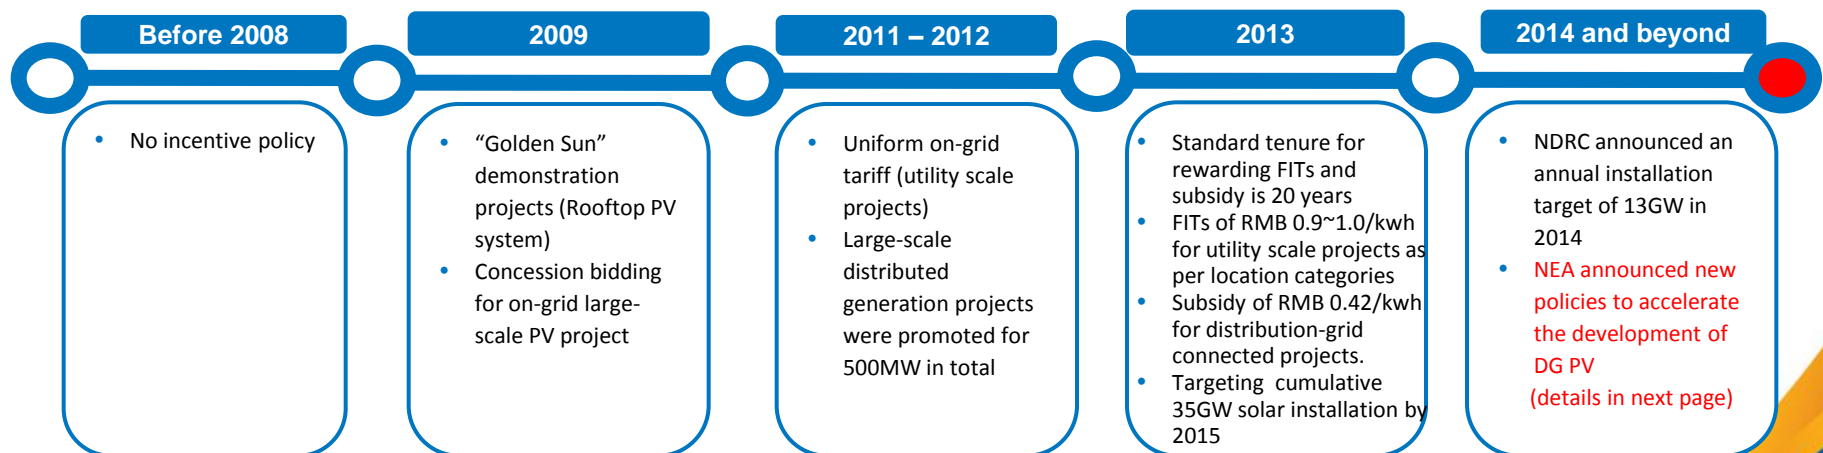 Before 2008
2009
2011 – 2012
2013
2014 and beyond
• No incentive policy
• “Golden Sun”
demonstration
projects (Rooftop PV
system)
• Concession bidding
for on-grid large-
scale PV project
• Uniform on-grid
tariff (utility scale
projects)
• Large-scale
distributed
generation projects
were promoted for
500MW in total
• Standard tenure for
rewarding FITs and
subsidy is 20 years
• FITs of RMB 0.9~1.0/kwh
for utility scale projects as
per location categories
• Subsidy of RMB 0.42/kwh
for distribution-grid
connected projects.
• Targeting cumulative
35GW solar installation by
2015
• NDRC announced an
annual installation
target of 13GW in
2014
• NEA announced new
policies to accelerate
the development of
DG PV
(details in next page)